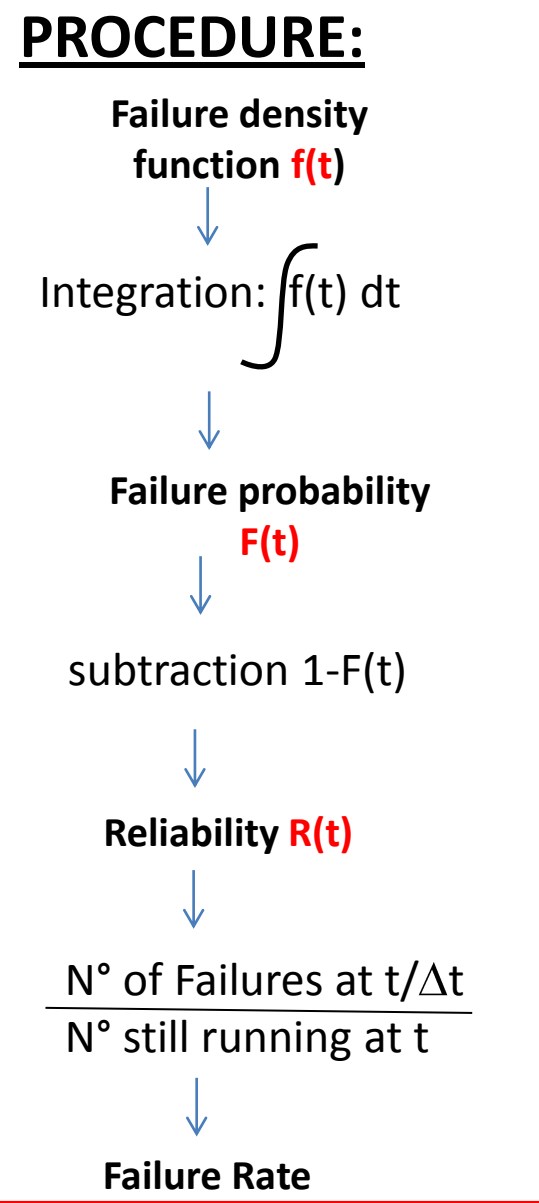 PROCEDURE:
Failure density
function f(t)
Integration: ∫f(t) dt
Failure probability
F(t)
subtraction 1-F(t)
Reliability R(t)
N° of Failures at t/Δt
N° still running at t
Failure Rate